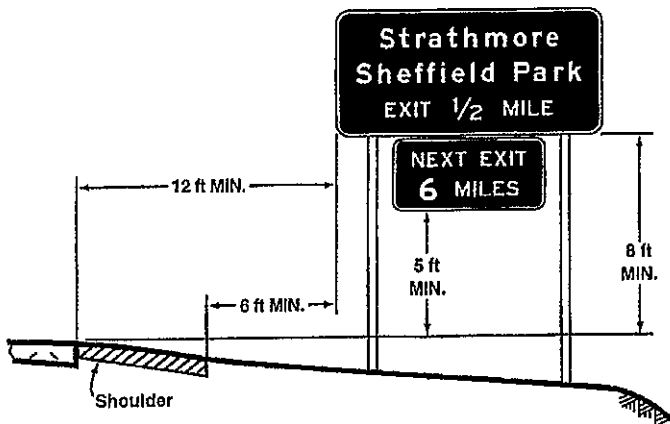 Strathmore
Sheffield Park
EXIT 1/2 MILE
NEXT EXIT
6 MILES
12 ft MIN.
6 ft MIN.
5 ft
MIN.
8 ft
MIN.
Shoulder